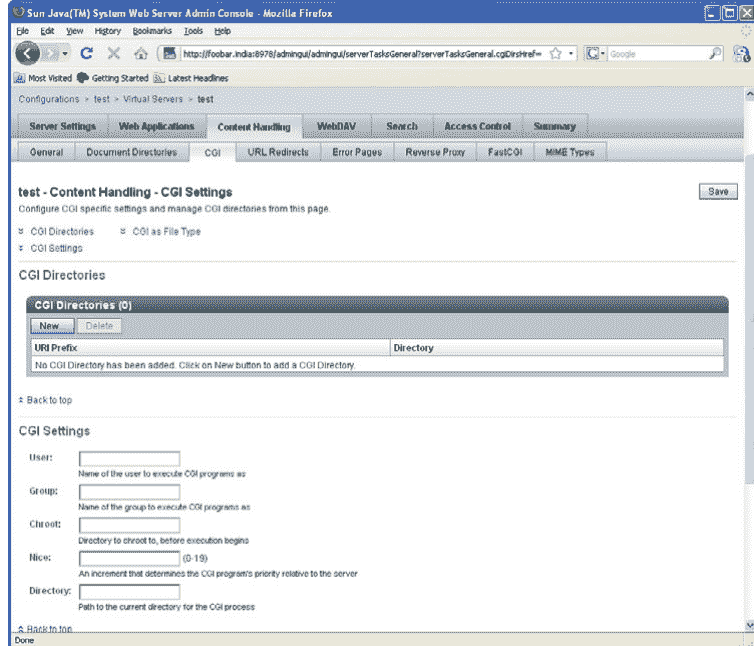 Sun Java(TM) System Web Server Admin Console - Mozilla Firefox
File Edit View History Bookmarks Tools Help
http://foobar.india:8978/admingui/admingui/serverTasksGeneral?serverTasksGeneral.cgiDirsHref= Google
Most Visited Getting Started Latest Headlines
Configurations > test > Virtual Servers > test
Server Settings Web Applications Content Handling WebDAV Search Access Control Summary
General Document Directories CGI URL Redirects Error Pages Reverse Proxy FastCGI MIME Types
test - Content Handling - CGI Settings Save
Configure CGI specific settings and manage CGI directories from this page.
CGI Directories CGI as File Type
CGI Settings
CGI Directories
CGI Directories (0)
New... Delete
URI Prefix Directory
No CGI Directory has been added. Click on New button to add a CGI Directory.
Back to top
CGI Settings
User:
Name of the user to execute CGI programs as
Group:
Name of the group to execute CGI programs as
Chroot:
Directory to chroot to, before execution begins
Nice: (0-19)
An increment that determines the CGI program's priority relative to the server
Directory:
Path to the current directory for the CGI process
Back to top
Done